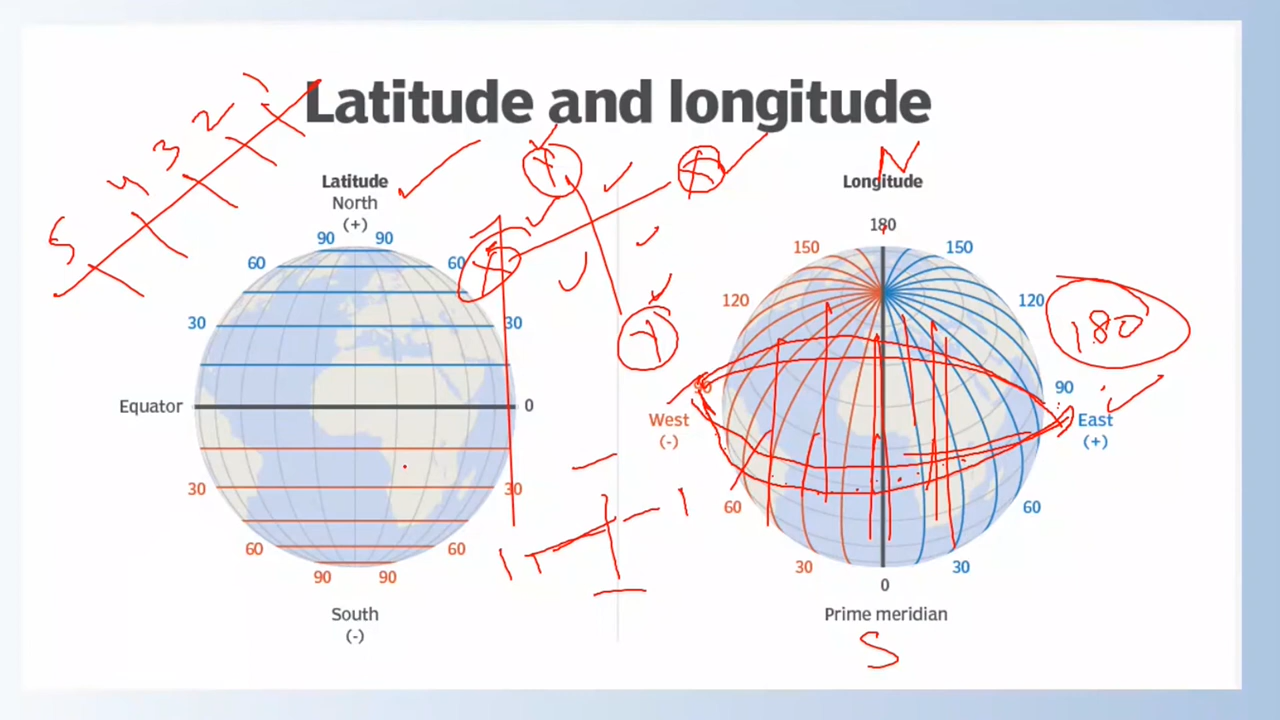 Latitude and longitude
5 4 3 2 1
Latitude
North
(+)
90 90
60 60
30 30
Equator 0
30 30
60 60
90 90
South
(-)
Y X
X Y
N
Longitude
180
150 150
120 120
180
90 90
West East
(-) (+)
60 60
30 30
0
Prime meridian
S